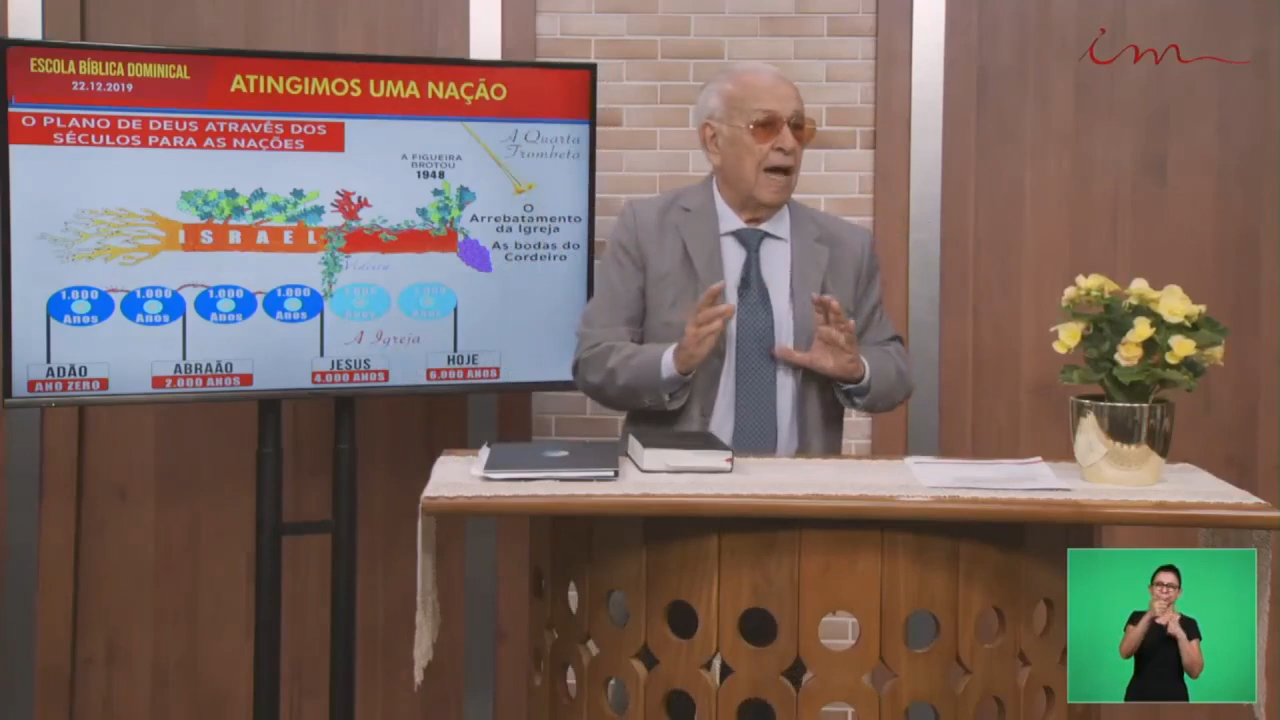 ESCOLA BÍBLICA DOMINICAL
22.12.2019
ATINGIMOS UMA NAÇÃO
O PLANO DE DEUS ATRAVÉS DOS
SÉCULOS PARA AS NAÇÕES
A FIGUEIRA
BROTOU
1948
A Quarta
Trombeta
O
Arrebatamento
da Igreja
As bodas do
Cordeiro
ISRAEL
Videira
1.000 Anos
1.000 Anos
1.000 Anos
1.000 Anos
A Igreja
ADÃO
ANO ZERO
ABRAÃO
2.000 ANOS
JESUS
4.000 ANOS
HOJE
6.000 ANOS
im